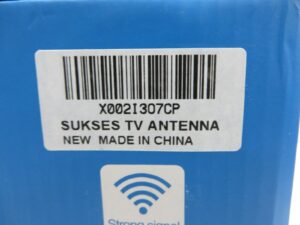 X002I307CP
SUKSES TV ANTENNA
NEW MADE IN CHINA
Strong signal